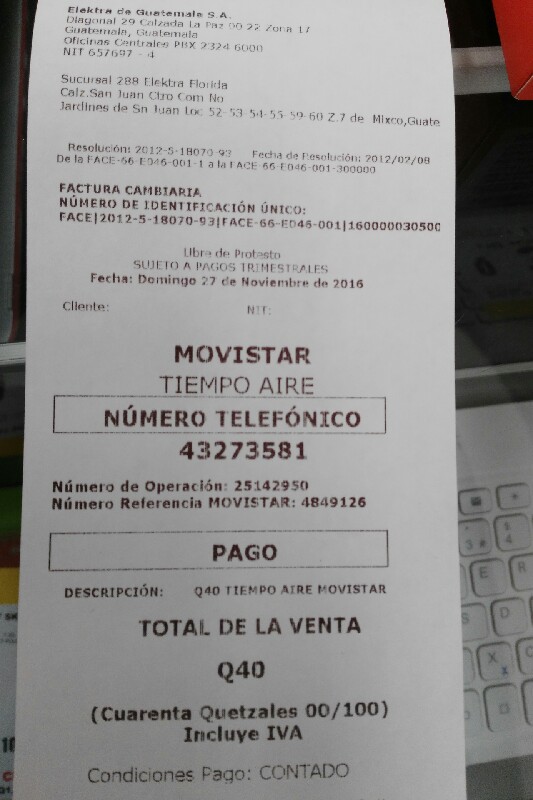 Elektra de Guatemala S.A.
Diagonal 29 Calzada La Paz 00-22 Zona 17
Guatemala, Guatemala
Oficinas Centrales PBX 2324 6000
NIT 657697 - 4
Sucursal 288 Elektra Florida
Calz.San Juan Ctro Com No
Jardines de Sn Juan Loc 52-53-54-55-59-60 Z.7 de Mixco,Guate
Resolución: 2012-5-18070-93 Fecha de Resolución: 2012/02/08
De la FACE-66-E046-001-1 a la FACE-66-E046-001-300000
FACTURA CAMBIARIA
NÚMERO DE IDENTIFICACIÓN ÚNICO:
FACE|2012-5-18070-93|FACE-66-E046-001|160000030500
Libre de Protesto
SUJETO A PAGOS TRIMESTRALES
Fecha: Domingo 27 de Noviembre de 2016
Cliente: NIT:
MOVISTAR
TIEMPO AIRE
NÚMERO TELEFÓNICO
43273581
Número de Operación: 25142950
Número Referencia MOVISTAR: 4849126
PAGO
DESCRIPCIÓN: Q40 TIEMPO AIRE MOVISTAR
TOTAL DE LA VENTA
Q40
(Cuarenta Quetzales 00/100)
Incluye IVA
Condiciones Pago: CONTADO